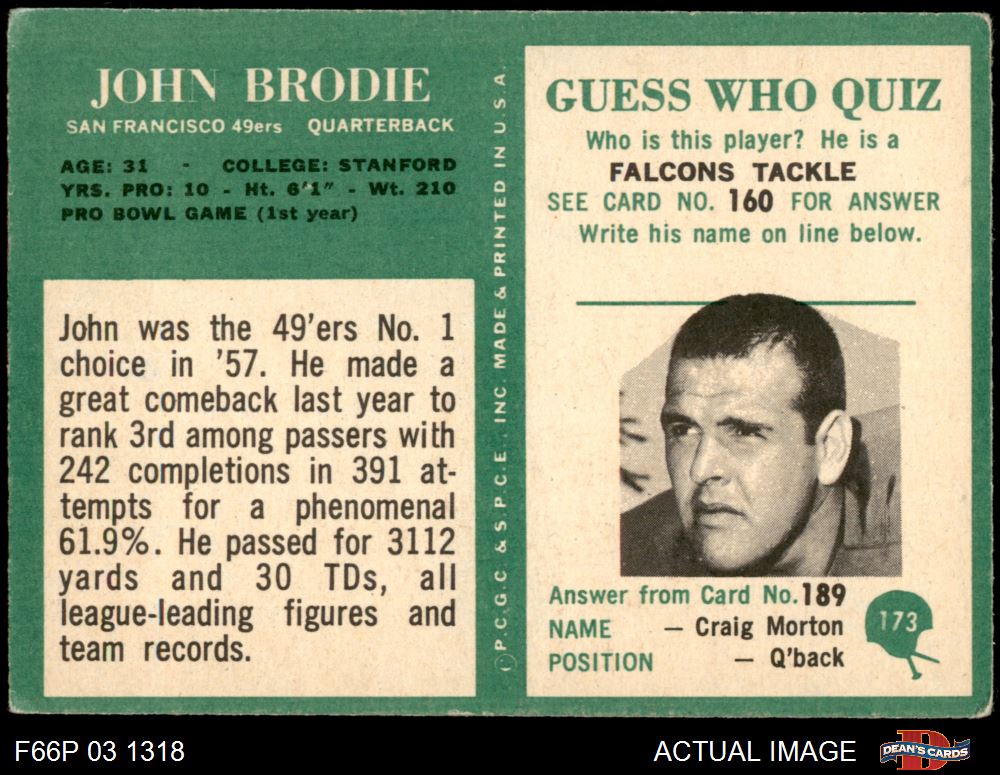 JOHN BRODIE
SAN FRANCISCO 49ers QUARTERBACK
AGE: 31 - COLLEGE: STANFORD
YRS. PRO: 10 - Ht. 6'1" - Wt. 210
PRO BOWL GAME (1st year)
John was the 49'ers No. 1
choice in '57. He made a
great comeback last year to
rank 3rd among passers with
242 completions in 391 at-
tempts for a phenomenal
61.9%. He passed for 3112
yards and 30 TDs, all
league-leading figures and
team records.
©P.C.G.C. & S.P.C.E., INC. MADE & PRINTED IN U.S.A.
GUESS WHO QUIZ
Who is this player? He is a
FALCONS TACKLE
SEE CARD NO. 160 FOR ANSWER
Write his name on line below.
Answer from Card No. 189
NAME — Craig Morton
POSITION — Q'back
173
F66P 03 1318
ACTUAL IMAGE
D
DEAN'S CARDS